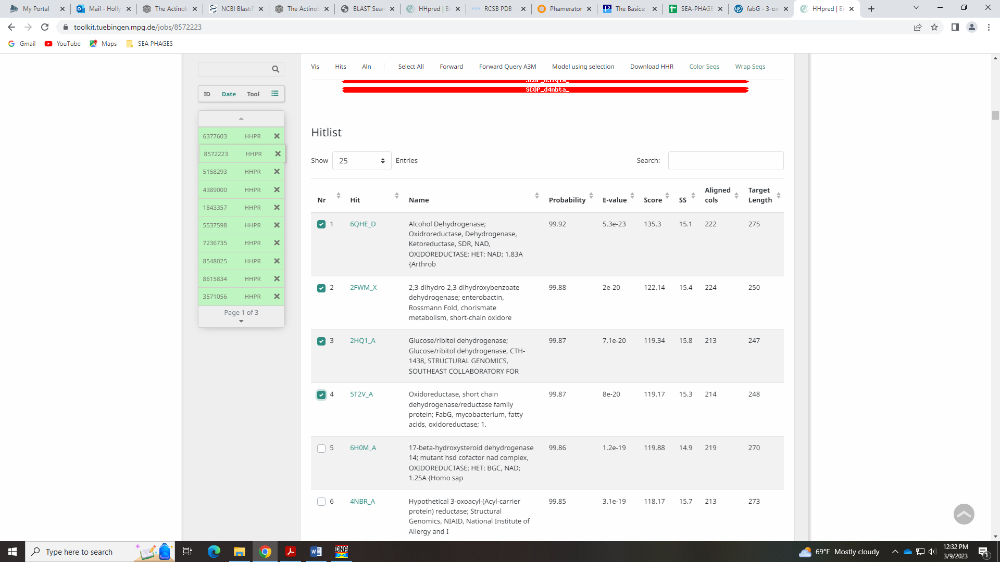 My Portal
Mail - Holly
The Actinob
NCBI Blast:P
The Actinob
BLAST Sear
HHpred | Bi
RCSB PDB -
Phamerator
The Basics:
SEA-PHAGE
fabG - 3-ox
HHpred | Bi
toolkit.tuebingen.mpg.de/jobs/8572223
Gmail
YouTube
Maps
SEA PHAGES
Vis Hits Aln Select All Forward Forward Query A3M Model using selection Download HHR Color Seqs Wrap Seqs
SCOP_d4nbta_
ID Date Tool
6377603 HHPR
8572223 HHPR
5158293 HHPR
4389000 HHPR
1843357 HHPR
5537598 HHPR
7236735 HHPR
8548025 HHPR
8615834 HHPR
3571056 HHPR
Page 1 of 3
Hitlist
Show 25 Entries
Search:
Nr Hit Name Probability E-value Score SS Aligned cols Target Length
1 6QHE_D Alcohol Dehydrogenase; 99.92 5.3e-23 135.3 15.1 222 275
Oxidroreductase, Dehydrogenase,
Ketoreductase, SDR, NAD,
OXIDOREDUCTASE; HET: NAD; 1.83A
{Arthrob
2 2FWM_X 2,3-dihydro-2,3-dihydroxybenzoate 99.88 2e-20 122.14 15.4 224 250
dehydrogenase; enterobactin,
Rossmann Fold, chorismate
metabolism, short-chain oxidore
3 2HQ1_A Glucose/ribitol dehydrogenase; 99.87 7.1e-20 119.34 15.8 213 247
Glucose/ribitol dehydrogenase, CTH-
1438, STRUCTURAL GENOMICS,
SOUTHEAST COLLABORATORY FOR
4 5T2V_A Oxidoreductase, short chain 99.87 8e-20 119.17 15.3 214 248
dehydrogenase/reductase family
protein; FabG, mycobacterium, fatty
acids, oxidoreductase; 1.
5 6H0M_A 17-beta-hydroxysteroid dehydrogenase 99.86 1.2e-19 119.88 14.9 219 270
14; mutant hsd cofactor nad complex,
OXIDOREDUCTASE; HET: BGC, NAD;
1.25A {Homo sap
6 4NBR_A Hypothetical 3-oxoacyl-(Acyl-carrier 99.85 3.1e-19 118.17 15.7 213 273
protein) reductase; Structural
Genomics, NIAID, National Institute of
Allergy and I
Type here to search
DNA
69°F Mostly cloudy
12:32 PM
3/9/2023
1